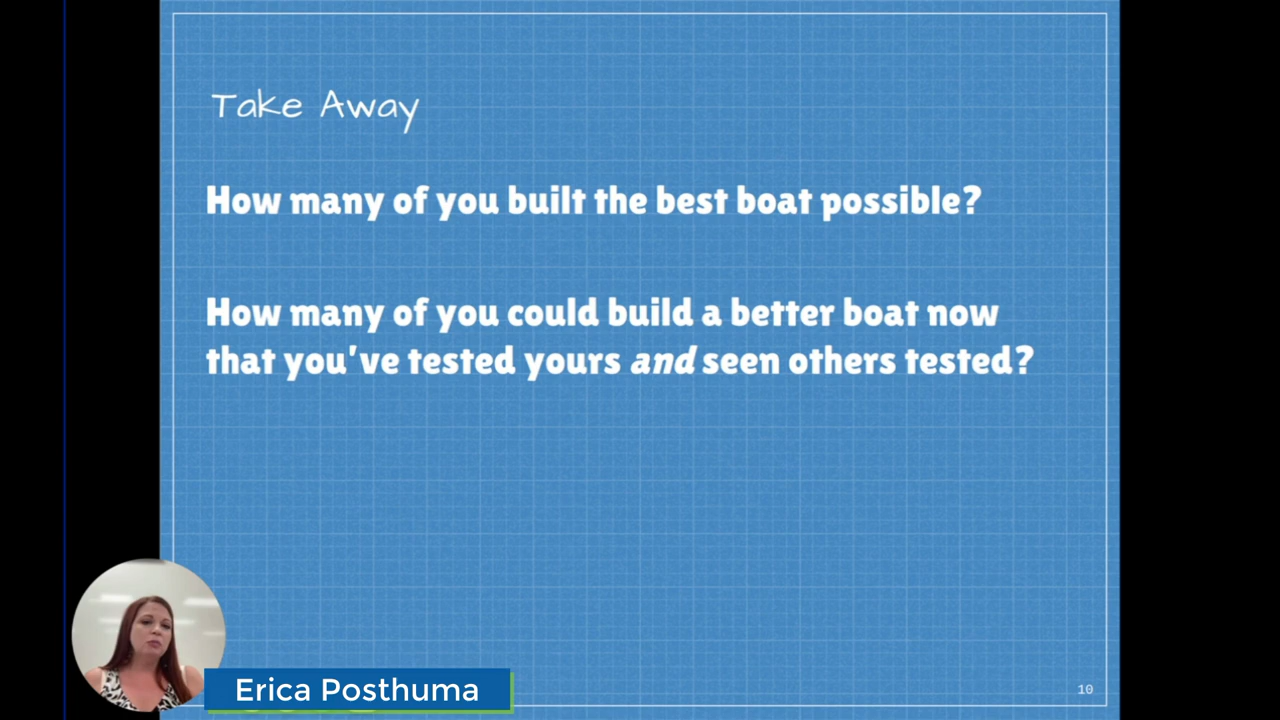 Take Away
How many of you built the best boat possible?
How many of you could build a better boat now
that you've tested yours and seen others tested?
Erica Posthuma
10